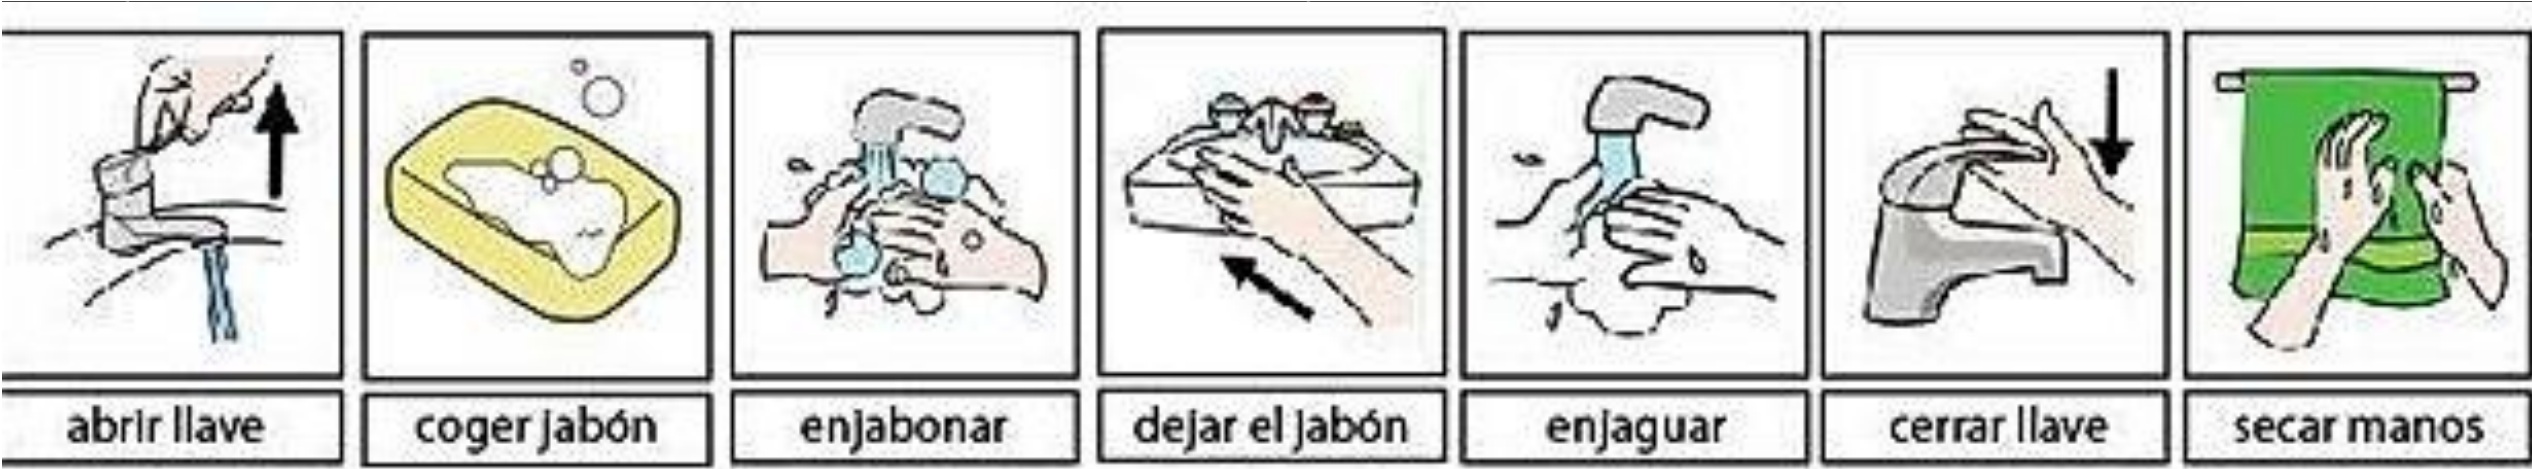 abrir llave
coger jabón
enjabonar
dejar el jabón
enjaguar
cerrar llave
secar manos